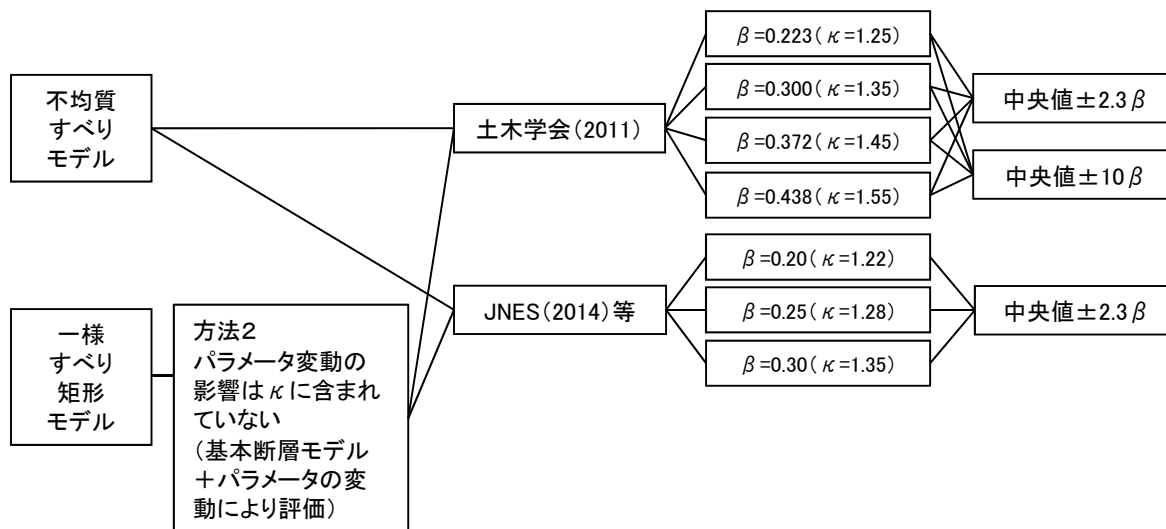 不均質
すべり
モデル
一様
すべり
矩形
モデル
方法2
パラメータ変動の
影響はκに含まれ
ていない
(基本断層モデル
+パラメータの変
動により評価)
土木学会(2011)
JNES(2014)等
β=0.223(κ=1.25)
β=0.300(κ=1.35)
β=0.372(κ=1.45)
β=0.438(κ=1.55)
β=0.20(κ=1.22)
β=0.25(κ=1.28)
β=0.30(κ=1.35)
中央値±2.3β
中央値±10β
中央値±2.3β